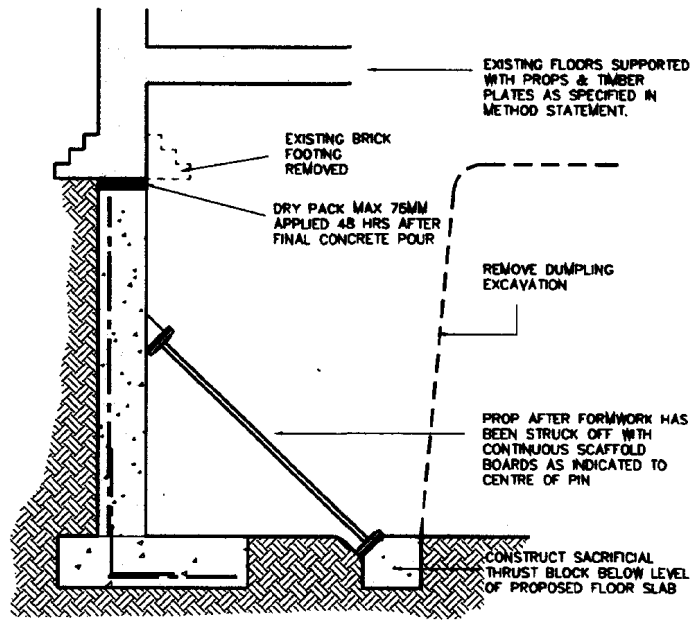 EXISTING FLOORS SUPPORTED
WITH PROPS & TIMBER
PLATES AS SPECIFIED IN
METHOD STATEMENT.
EXISTING BRICK
FOOTING
REMOVED
DRY PACK MAX 75MM
APPLIED 48 HRS AFTER
FINAL CONCRETE POUR
REMOVE DUMPLING
EXCAVATION
PROP AFTER FORMWORK HAS
BEEN STRUCK OFF WITH
CONTINUOUS SCAFFOLD
BOARDS AS INDICATED TO
CENTRE OF PIN
CONSTRUCT SACRIFICIAL
THRUST BLOCK BELOW LEVEL
OF PROPOSED FLOOR SLAB